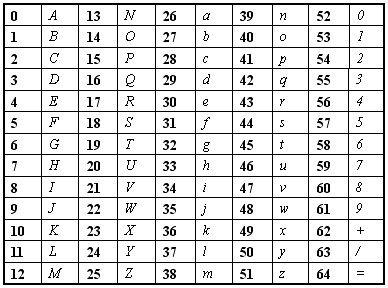 0 A 13 N 26 a 39 n 52 0
1 B 14 O 27 b 40 o 53 1
2 C 15 P 28 c 41 p 54 2
3 D 16 Q 29 d 42 q 55 3
4 E 17 R 30 e 43 r 56 4
5 F 18 S 31 f 44 s 57 5
6 G 19 T 32 g 45 t 58 6
7 H 20 U 33 h 46 u 59 7
8 I 21 V 34 i 47 v 60 8
9 J 22 W 35 j 48 w 61 9
10 K 23 X 36 k 49 x 62 +
11 L 24 Y 37 l 50 y 63 /
12 M 25 Z 38 m 51 z 64 =